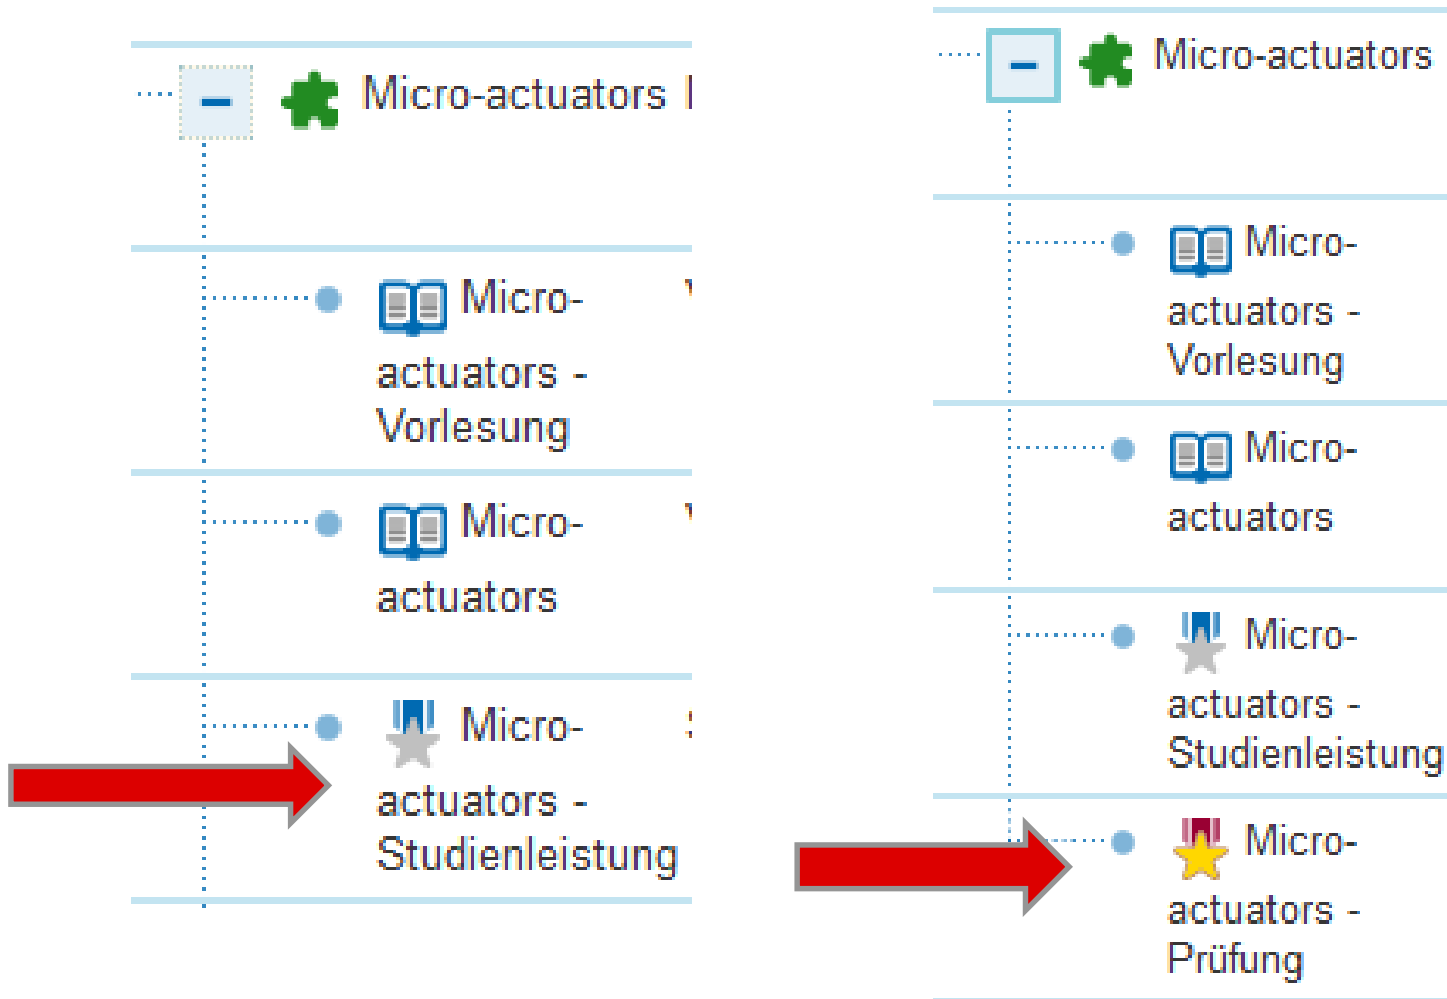 Micro-actuators
Micro-
actuators -
Vorlesung
Micro-
actuators
Micro-
actuators -
Studienleistung
Micro-actuators
Micro-
actuators -
Vorlesung
Micro-
actuators
Micro-
actuators -
Studienleistung
Micro-
actuators -
Prüfung